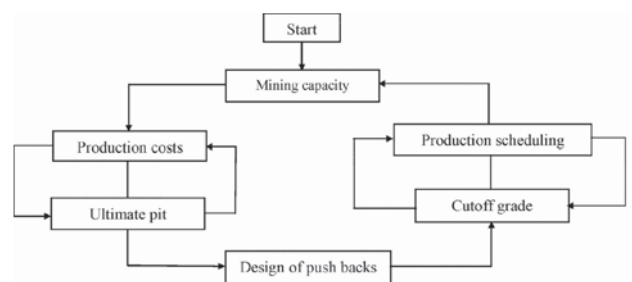 Start
Mining capacity
Production costs
Production scheduling
Ultimate pit
Cutoff grade
Design of push backs